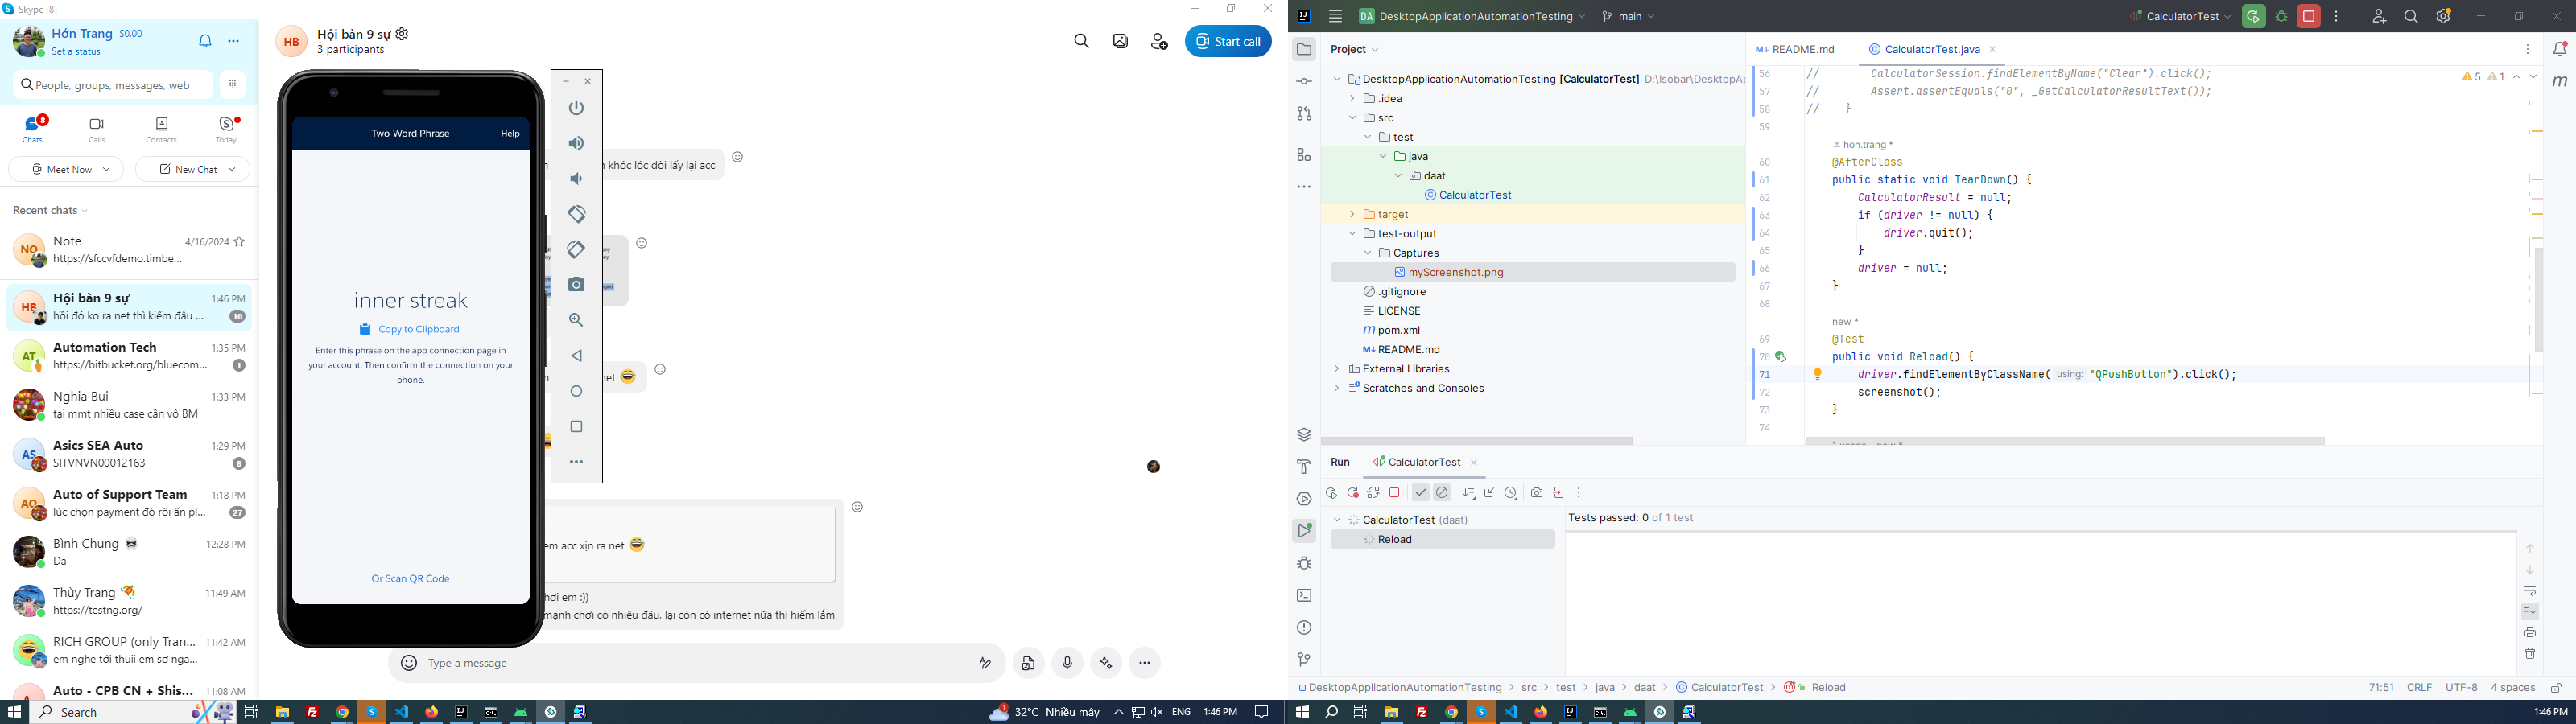 Skype [8]
Hớn Trang $0.00
Set a status
People, groups, messages, web
8
Chats
Calls
Contacts
Today
Meet Now
New Chat
Recent chats
NO
Note
4/16/2024
https://sfccvfdemo.timbe...
HB
Hội bàn 9 sự
1:46 PM
hồi đó ko ra net thì kiếm đâu ...
10
AT
Automation Tech
1:35 PM
https://bitbucket.org/bluecom...
1
Nghia Bui
1:33 PM
tại mmt nhiều case cần vô BM
AS
Asics SEA Auto
1:29 PM
SITVNVN00012163
8
AO
Auto of Support Team
1:18 PM
lúc chọn payment đó rồi ấn pl...
27
Bình Chung
12:28 PM
Dạ
Thùy Trang
11:49 AM
https://testng.org/
RICH GROUP (only Tran...
11:42 AM
em nghe tới thuii em sợ nga...
Auto - CPB CN + Shis...
11:08 AM
HB
Hội bàn 9 sự
3 participants
Start call
khóc lóc đòi lấy lại acc
net
em acc xịn ra net
hơi em :))
mạnh chơi có nhiêu đâu, lại còn có internet nữa thì hiếm lắm
Type a message
Two-Word Phrase
Help
inner streak
Copy to Clipboard
Enter this phrase on the app connection page in
your account. Then confirm the connection on your
phone.
Or Scan QR Code
Search
1
32°C Nhiều mây
ENG
1:46 PM
DA DesktopApplicationAutomationTesting
main
CalculatorTest
Project
DesktopApplicationAutomationTesting [CalculatorTest] D:\Isobar\DesktopAp
.idea
src
test
java
daat
CalculatorTest
target
test-output
Captures
myScreenshot.png
.gitignore
LICENSE
pom.xml
README.md
External Libraries
Scratches and Consoles
README.md
CalculatorTest.java
5 1
56 // CalculatorSession.findElementByName("Clear").click();
57 // Assert.assertEquals("0", _GetCalculatorResultText());
58 // }
59
hon.trang *
60 @AfterClass
61 public static void TearDown() {
62 CalculatorResult = null;
63 if (driver != null) {
64 driver.quit();
65 }
66 driver = null;
67 }
68
new *
69 @Test
70 public void Reload() {
71 driver.findElementByClassName( using: "QPushButton").click();
72 screenshot();
73 }
74
Run
CalculatorTest
CalculatorTest (daat)
Reload
Tests passed: 0 of 1 test
DesktopApplicationAutomationTesting > src > test > java > daat > CalculatorTest > Reload
71:51
CRLF
UTF-8
4 spaces
1:46 PM